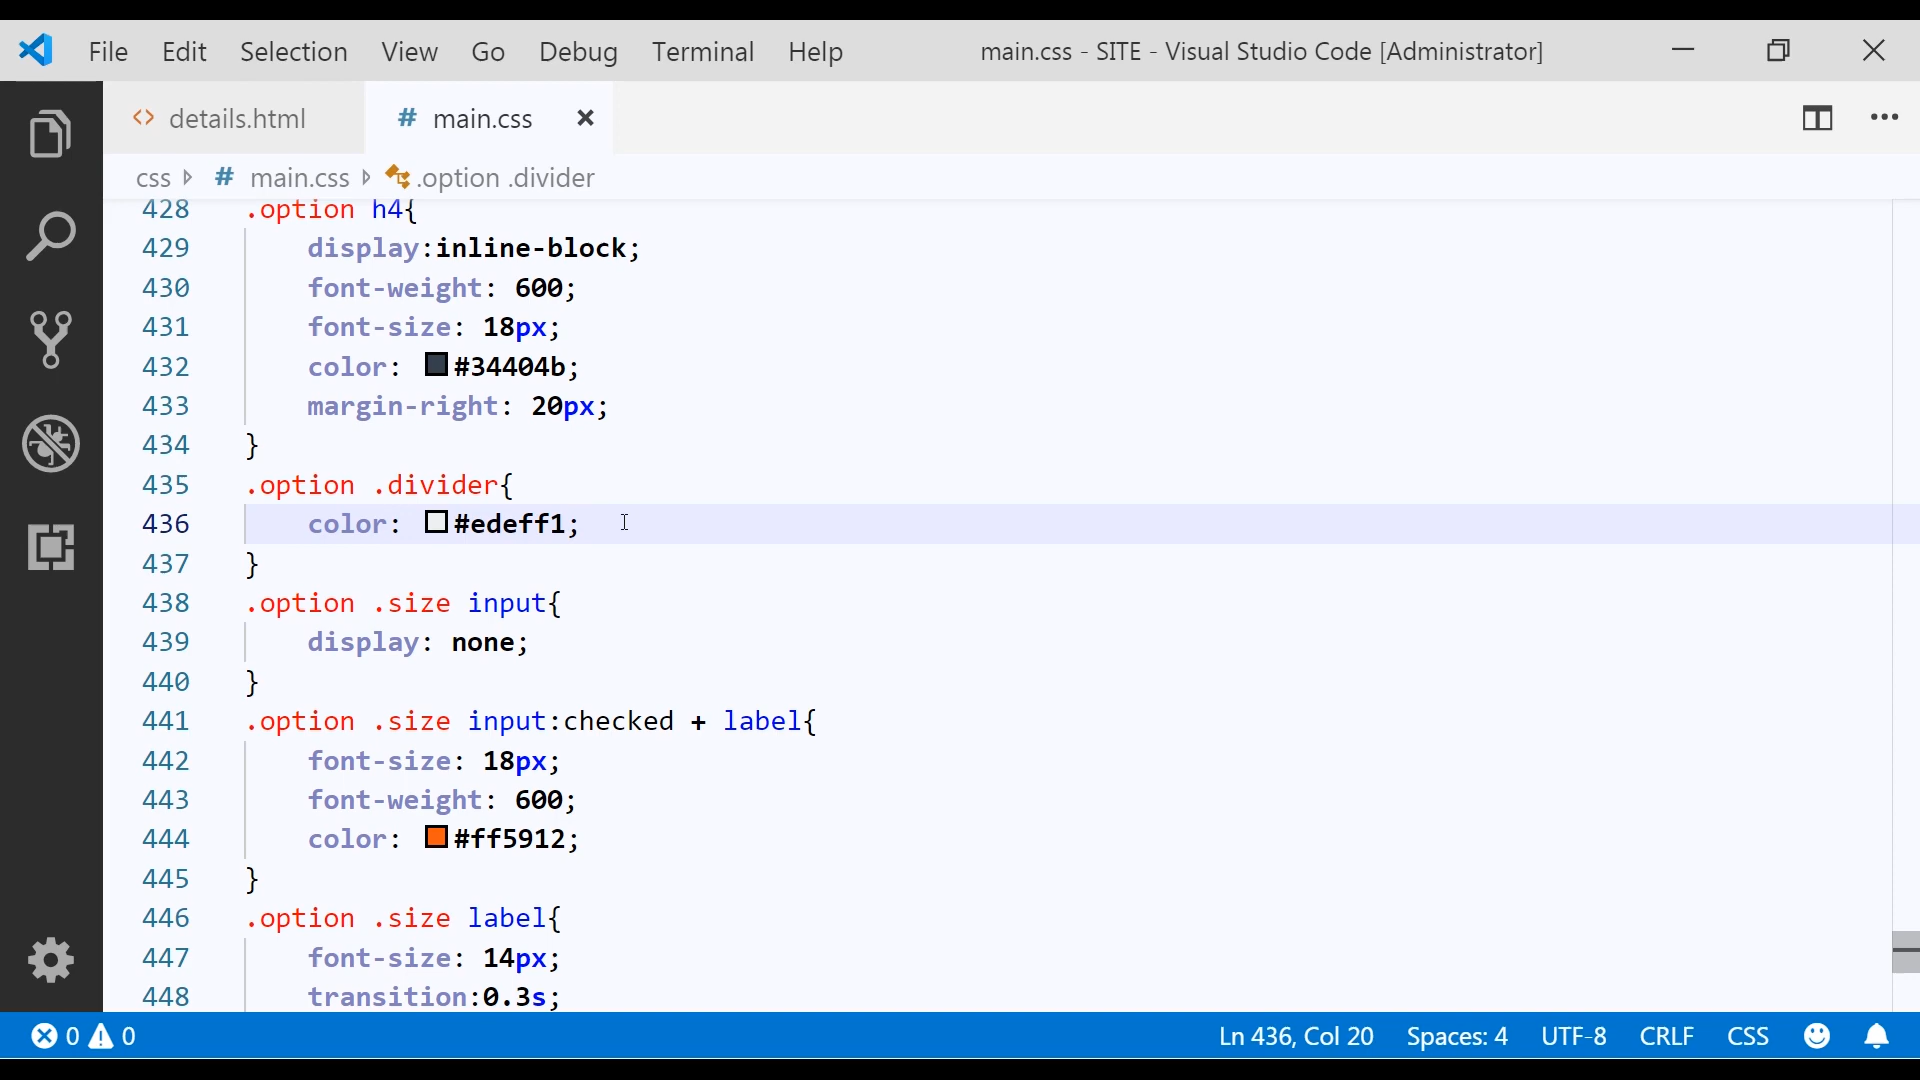 File Edit Selection View Go Debug Terminal Help main.css - SITE - Visual Studio Code [Administrator]
details.html # main.css
css # main.css .option .divider
428 .option h4{
429 display:inline-block;
430 font-weight: 600;
431 font-size: 18px;
432 color: #34404b;
433 margin-right: 20px;
434 }
435 .option .divider{
436 color: #edeff1;
437 }
438 .option .size input{
439 display: none;
440 }
441 .option .size input:checked + label{
442 font-size: 18px;
443 font-weight: 600;
444 color: #ff5912;
445 }
446 .option .size label{
447 font-size: 14px;
448 transition:0.3s;
0 0 Ln 436, Col 20 Spaces: 4 UTF-8 CRLF CSS